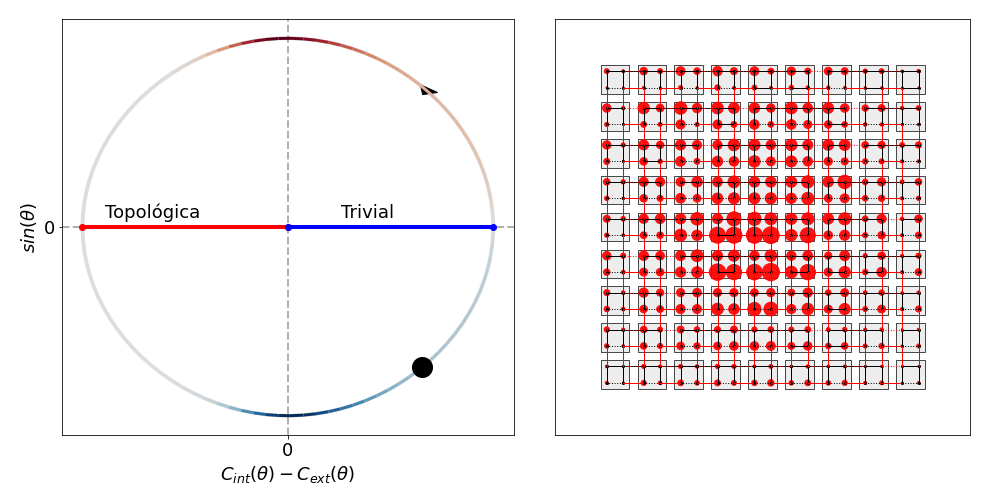 Topológica
Trivial
sin(θ)
0
0
C_int(θ) − C_ext(θ)